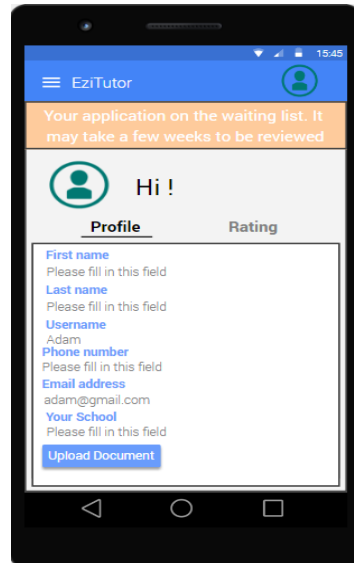 15:45
EziTutor
Your application on the waiting list. It
may take a few weeks to be reviewed
Hi !
Profile Rating
First name
Please fill in this field
Last name
Please fill in this field
Username
Adam
Phone number
Please fill in this field
Email address
adam@gmail.com
Your School
Please fill in this field
Upload Document